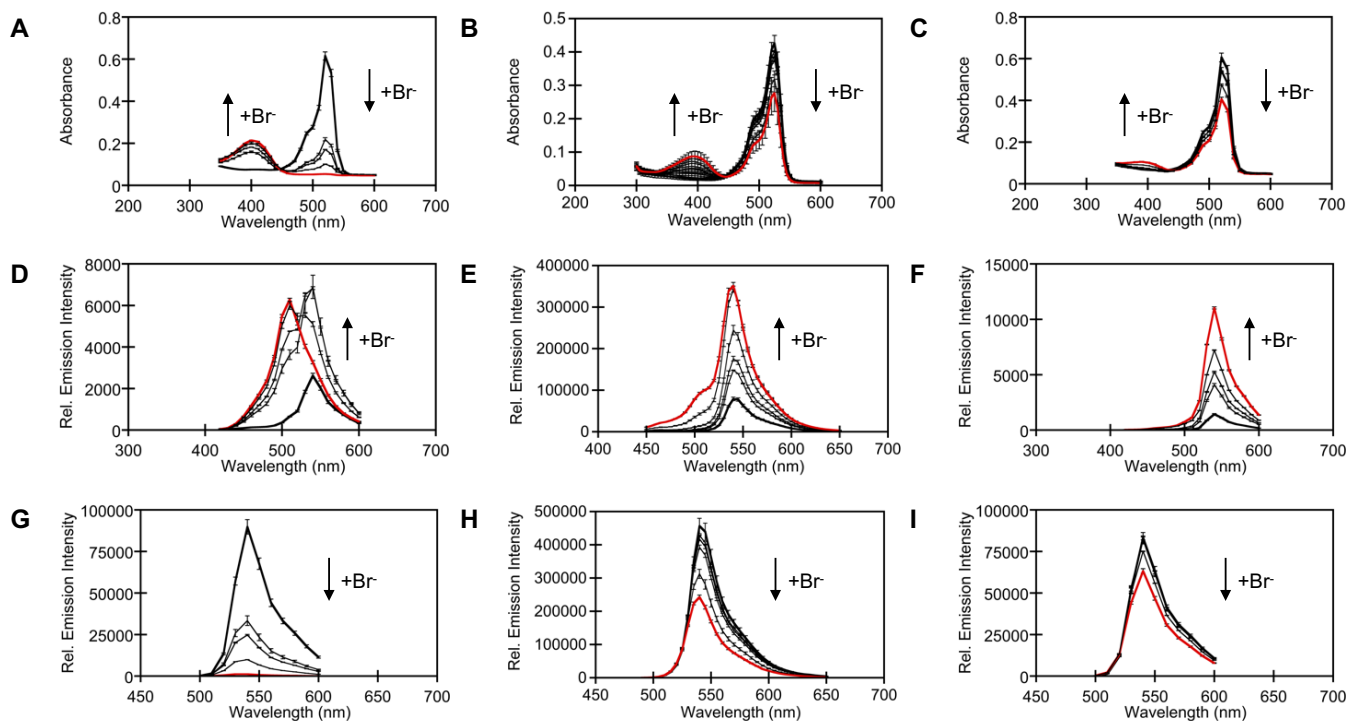 A
Absorbance
0.8
0.6
0.4
0.2
0
+Br-
+Br-
200 300 400 500 600 700
Wavelength (nm)
B
Absorbance
0.5
0.4
0.3
0.2
0.1
0
+Br-
+Br-
200 300 400 500 600 700
Wavelength (nm)
C
Absorbance
0.8
0.6
0.4
0.2
0
+Br-
+Br-
200 300 400 500 600 700
Wavelength (nm)
D
Rel. Emission Intensity
8000
6000
4000
2000
0
+Br-
400 500 600 700
Wavelength (nm)
E
Rel. Emission Intensity
400000
300000
200000
100000
0
+Br-
400 450 500 550 600 650 700
Wavelength (nm)
F
Rel. Emission Intensity
15000
10000
5000
0
+Br-
300 400 500 600 700
Wavelength (nm)
G
Rel. Emission Intensity
100000
75000
50000
25000
0
+Br-
450 500 550 600 650 700
Wavelength (nm)
H
Rel. Emission Intensity
500000
400000
300000
200000
100000
0
+Br-
450 500 550 600 650 700
Wavelength (nm)
I
Rel. Emission Intensity
100000
75000
50000
25000
0
+Br-
450 500 550 600 650 700
Wavelength (nm)